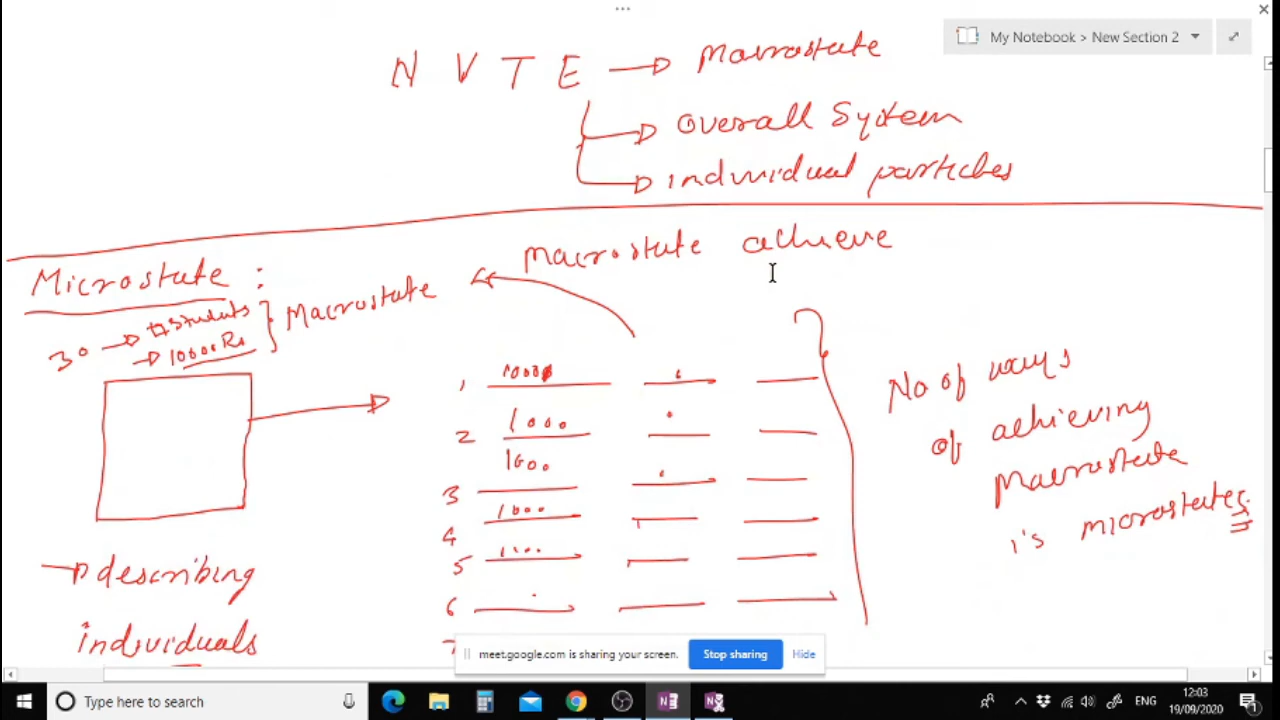 My Notebook > New Section 2
N V T E → Macrostate
→ Overall System
→ individual particles
Macrostate achieve
Microstate :
30 → # Students
→ 10000 Rs
Macrostate
1 1000
2 1000
1000
3
4 1000
5
6
7
No of ways
of achieving
Macrostate
is microstates
→ describing
individuals
meet.google.com is sharing your screen. Stop sharing Hide
Type here to search
ENG
12:03
19/09/2020
1